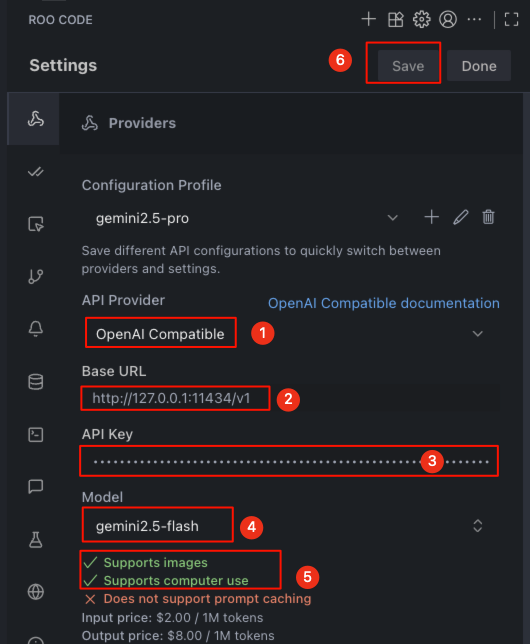 ROO CODE
Settings
6
Save
Done
Providers
Configuration Profile
gemini2.5-pro
Save different API configurations to quickly switch between
providers and settings.
API Provider
OpenAI Compatible documentation
OpenAI Compatible
1
Base URL
http://127.0.0.1:11434/v1
2
API Key
••••••••••••••••••••••••••••••••••••••••••••••••••••••••••••
3
Model
gemini2.5-flash
4
Supports images
Supports computer use
5
Does not support prompt caching
Input price: $2.00 / 1M tokens
Output price: $8.00 / 1M tokens